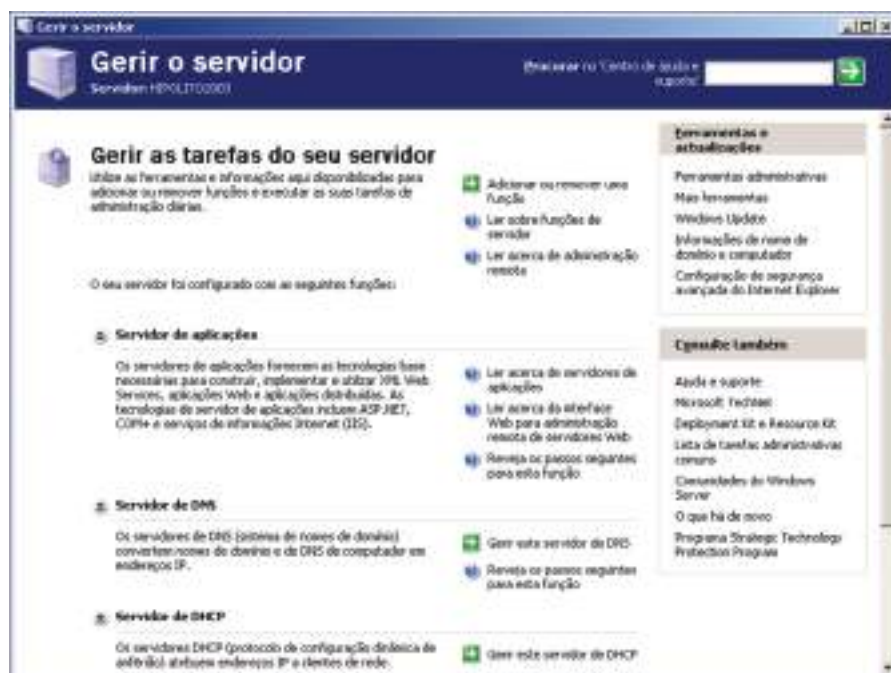 Gerir o servidor
Gerir o servidor
Servidor: HIPOLITO2003
Procurar no 'Centro de ajuda e
suporte'
Gerir as tarefas do seu servidor
Utilize as ferramentas e informações aqui disponibilizadas para
adicionar ou remover funções e executar as suas tarefas de
administração diárias.
Adicionar ou remover uma
função
Ler sobre funções de
servidor
Ler acerca de administração
remota
O seu servidor foi configurado com as seguintes funções:
Servidor de aplicações
Os servidores de aplicações fornecem as tecnologias base
necessárias para construir, implementar e utilizar XML Web
Services, aplicações Web e aplicações distribuídas. As
tecnologias do servidor de aplicações incluem ASP.NET,
COM+ e serviços de informações Internet (IIS).
Ler acerca de servidores de
aplicações
Ler acerca da interface
Web para administração
remota de servidores Web
Reveja os passos seguintes
para esta função
Servidor de DNS
Os servidores de DNS (sistema de nomes de domínio)
convertem nomes de domínio e de DNS de computador em
endereços IP.
Gerir este servidor de DNS
Reveja os passos seguintes
para esta função
Servidor de DHCP
Os servidores DHCP (protocolo de configuração dinâmica de
anfitrião) atribuem endereços IP a clientes de rede.
Gerir este servidor de DHCP
Ferramentas e
actualizações
Ferramentas administrativas
Mais ferramentas
Windows Update
Informações de nome de
domínio e computador
Configuração de segurança
avançada do Internet Explorer
Consulte também
Ajuda e suporte
Microsoft TechNet
Deployment Kit e Resource Kit
Lista de tarefas administrativas
comuns
Comunidades do Windows
Server
O que há de novo
Programa Strategic Technology
Protection Program